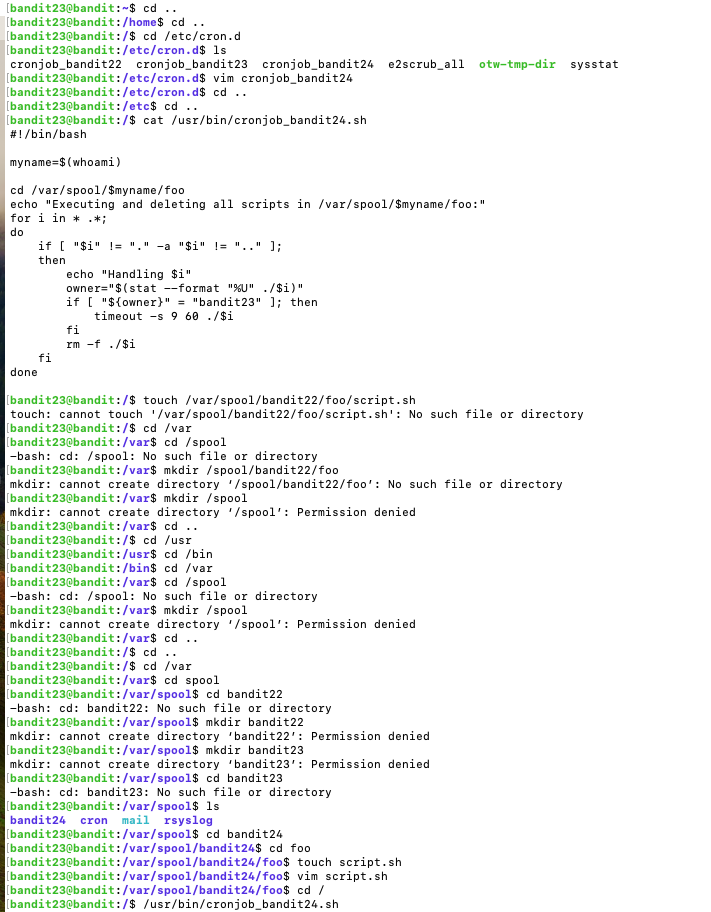 [bandit23@bandit:~$ cd ..
[bandit23@bandit:/home$ cd ..
[bandit23@bandit:/$ cd /etc/cron.d
[bandit23@bandit:/etc/cron.d$ ls
cronjob_bandit22  cronjob_bandit23  cronjob_bandit24  e2scrub_all  otw-tmp-dir  sysstat
[bandit23@bandit:/etc/cron.d$ vim cronjob_bandit24
[bandit23@bandit:/etc/cron.d$ cd ..
[bandit23@bandit:/etc$ cd ..
[bandit23@bandit:/$ cat /usr/bin/cronjob_bandit24.sh
#!/bin/bash

myname=$(whoami)

cd /var/spool/$myname/foo
echo "Executing and deleting all scripts in /var/spool/$myname/foo:"
for i in * .*;
do
    if [ "$i" != "." -a "$i" != ".." ];
    then
        echo "Handling $i"
        owner="$(stat --format "%U" ./$i)"
        if [ "${owner}" = "bandit23" ]; then
            timeout -s 9 60 ./$i
        fi
        rm -f ./$i
    fi
done

[bandit23@bandit:/$ touch /var/spool/bandit22/foo/script.sh
touch: cannot touch '/var/spool/bandit22/foo/script.sh': No such file or directory
[bandit23@bandit:/$ cd /var
[bandit23@bandit:/var$ cd /spool
-bash: cd: /spool: No such file or directory
[bandit23@bandit:/var$ mkdir /spool/bandit22/foo
mkdir: cannot create directory ‘/spool/bandit22/foo’: No such file or directory
[bandit23@bandit:/var$ mkdir /spool
mkdir: cannot create directory ‘/spool’: Permission denied
[bandit23@bandit:/var$ cd ..
[bandit23@bandit:/$ cd /usr
[bandit23@bandit:/usr$ cd /bin
[bandit23@bandit:/bin$ cd /var
[bandit23@bandit:/var$ cd /spool
-bash: cd: /spool: No such file or directory
[bandit23@bandit:/var$ mkdir /spool
mkdir: cannot create directory ‘/spool’: Permission denied
[bandit23@bandit:/var$ cd ..
[bandit23@bandit:/$ cd ..
[bandit23@bandit:/$ cd /var
[bandit23@bandit:/var$ cd spool
[bandit23@bandit:/var/spool$ cd bandit22
-bash: cd: bandit22: No such file or directory
[bandit23@bandit:/var/spool$ mkdir bandit22
mkdir: cannot create directory ‘bandit22’: Permission denied
[bandit23@bandit:/var/spool$ mkdir bandit23
mkdir: cannot create directory ‘bandit23’: Permission denied
[bandit23@bandit:/var/spool$ cd bandit23
-bash: cd: bandit23: No such file or directory
[bandit23@bandit:/var/spool$ ls
bandit24  cron  mail  rsyslog
[bandit23@bandit:/var/spool$ cd bandit24
[bandit23@bandit:/var/spool/bandit24$ cd foo
[bandit23@bandit:/var/spool/bandit24/foo$ touch script.sh
[bandit23@bandit:/var/spool/bandit24/foo$ vim script.sh
[bandit23@bandit:/var/spool/bandit24/foo$ cd /
[bandit23@bandit:/$ /usr/bin/cronjob_bandit24.sh